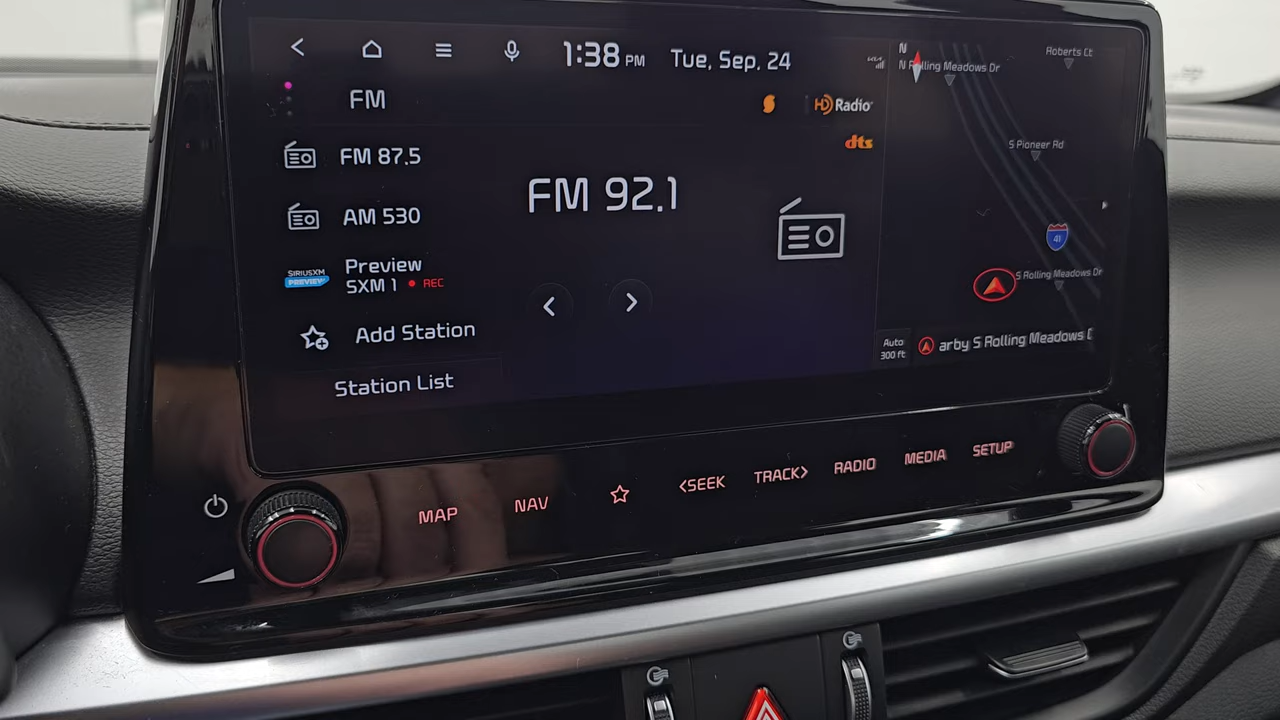 1:38 PM Tue, Sep. 24
FM
HD Radio
dts
FM 87.5
AM 530
SIRIUSXM
PREVIEW
Preview
SXM 1 REC
Add Station
Station List
FM 92.1
N
N Rolling Meadows Dr
Roberts Ct
S Pioneer Rd
41
S Rolling Meadows Dr
Auto
300 ft
arby S Rolling Meadows D
MAP
NAV
<SEEK
TRACK>
RADIO
MEDIA
SETUP